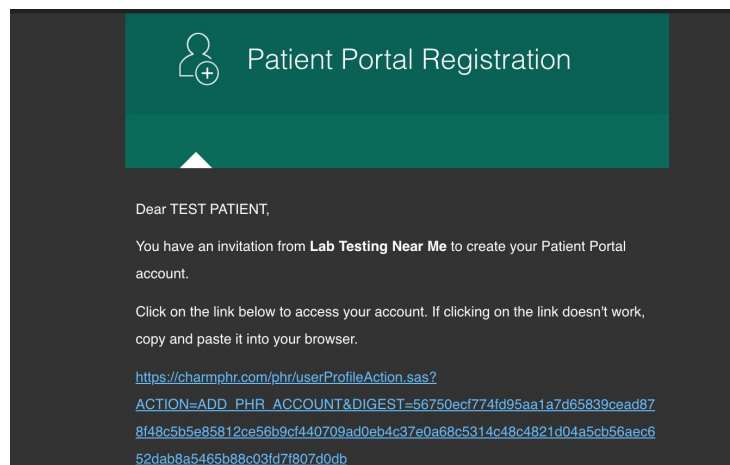 Patient Portal Registration
Dear TEST PATIENT,
You have an invitation from Lab Testing Near Me to create your Patient Portal
account.
Click on the link below to access your account. If clicking on the link doesn't work,
copy and paste it into your browser.
https://charmphr.com/phr/userProfileAction.sas?
ACTION=ADD_PHR_ACCOUNT&DIGEST=56750ecf774fd95aa1a7d65839cead87
8f48c5b5e85812ce56b9cf440709ad0eb4c37e0a68c5314c48c4821d04a5cb56aec6
52dab8a5465b88c03fd7f807d0db